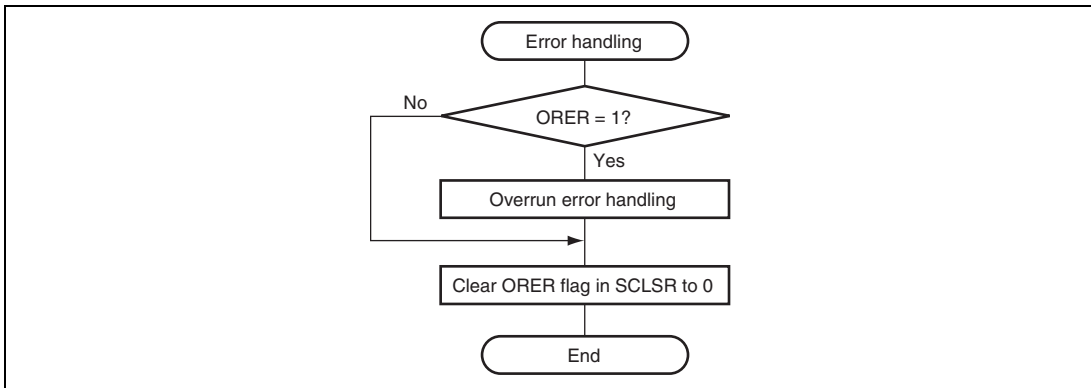 Error handling
No
ORER = 1?
Yes
Overrun error handling
Clear ORER flag in SCLSR to 0
End